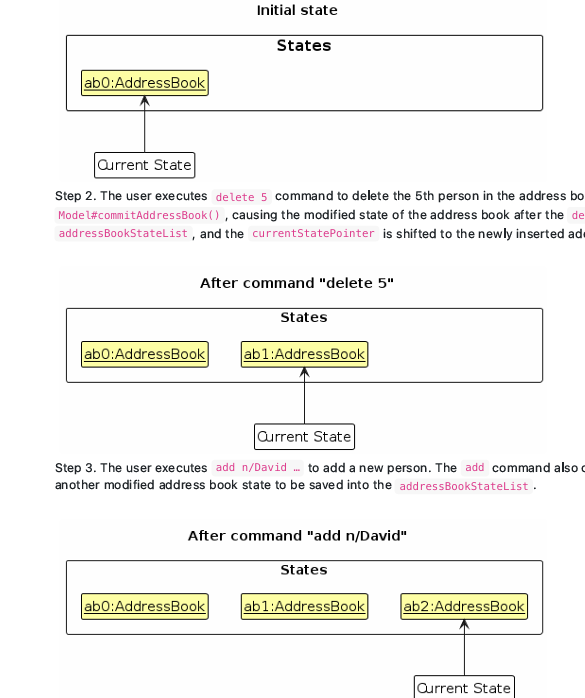 Initial state
States
ab0:AddressBook
Current State
Step 2. The user executes delete 5 command to delete the 5th person in the address bo
Model#commitAddressBook() , causing the modified state of the address book after the de
addressBookStateList , and the currentStatePointer is shifted to the newly inserted add
After command "delete 5"
States
ab0:AddressBook ab1:AddressBook
Current State
Step 3. The user executes add n/David … to add a new person. The add command also c
another modified address book state to be saved into the addressBookStateList .
After command "add n/David"
States
ab0:AddressBook ab1:AddressBook ab2:AddressBook
Current State